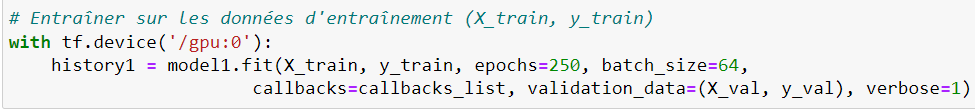 # Entraîner sur les données d'entraînement (X_train, y_train)
with tf.device('/gpu:0'):
    history1 = model1.fit(X_train, y_train, epochs=250, batch_size=64,
                          callbacks=callbacks_list, validation_data=(X_val, y_val), verbose=1)